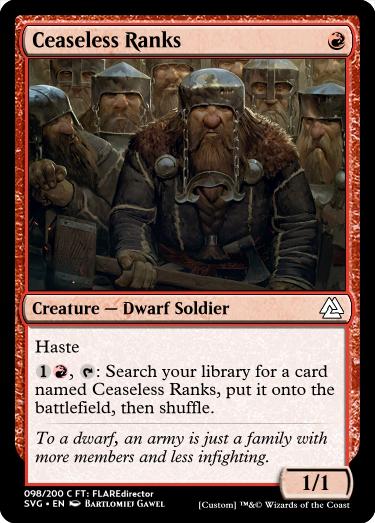 Ceaseless Ranks
Creature — Dwarf Soldier
Haste
1 , : Search your library for a card
named Ceaseless Ranks, put it onto the
battlefield, then shuffle.
To a dwarf, an army is just a family with
more members and less infighting.
1/1
098/200 C FT: FLAREdirector
SVG • EN Bartlomiej Gawel
[Custom] ™&© Wizards of the Coast